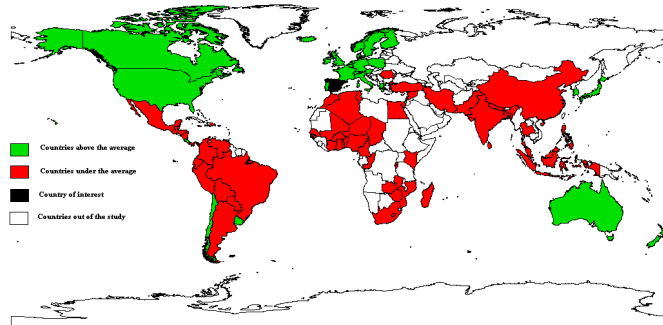 Countries above the average
Countries under the average
Country of interest
Countries out of the study